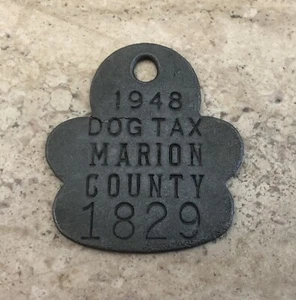 1948
DOG TAX
MARION
COUNTY
1829